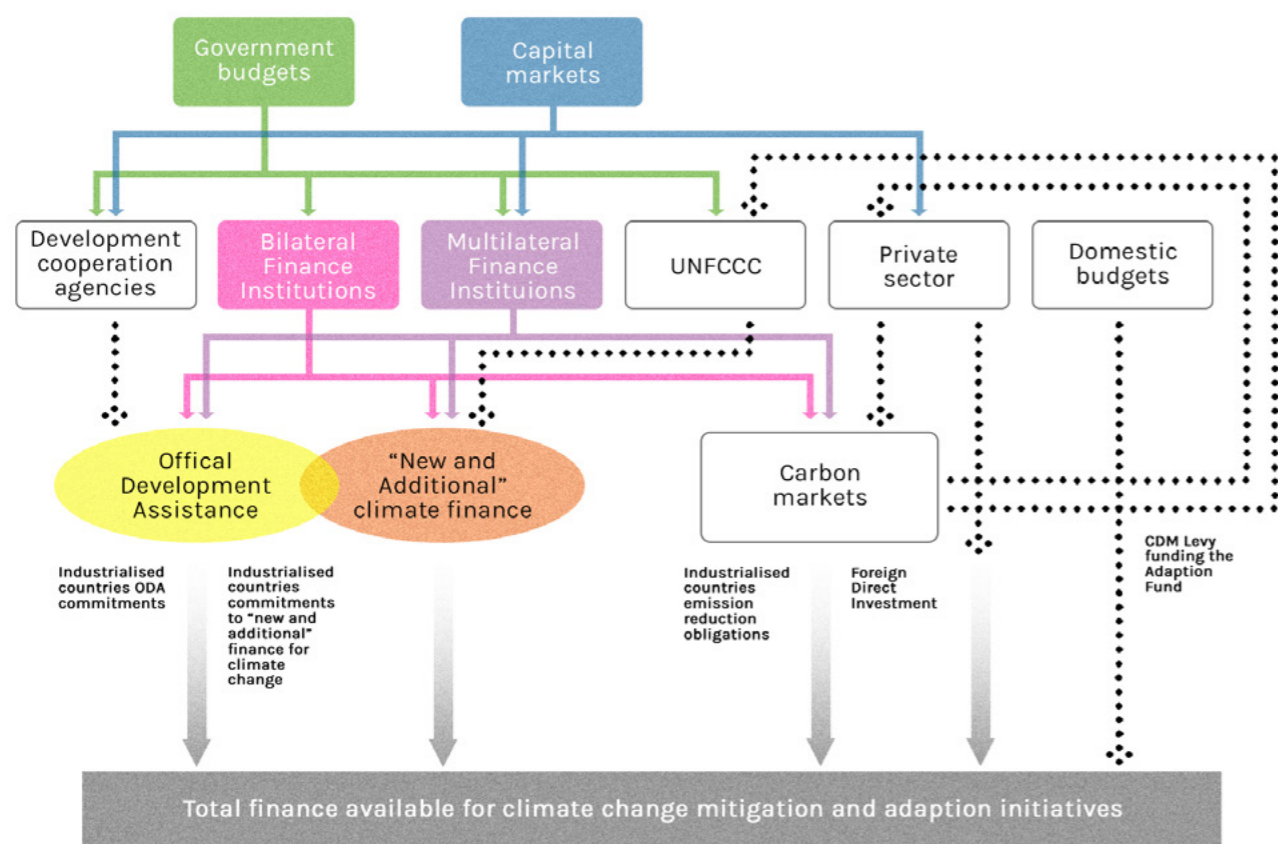 Government
budgets
Capital
markets
Development
cooperation
agencies
Bilateral
Finance
Institutions
Multilateral
Finance
Instituions
UNFCCC
Private
sector
Domestic
budgets
Offical
Development
Assistance
“New and
Additional”
climate finance
Carbon
markets
Industrialised
countries ODA
commitments
Industrialised
countries
commitments
to “new and
additional”
finance for
climate
change
Industrialised
countries
emission
reduction
obligations
Foreign
Direct
Investment
CDM Levy
funding the
Adaption
Fund
Total finance available for climate change mitigation and adaption initiatives